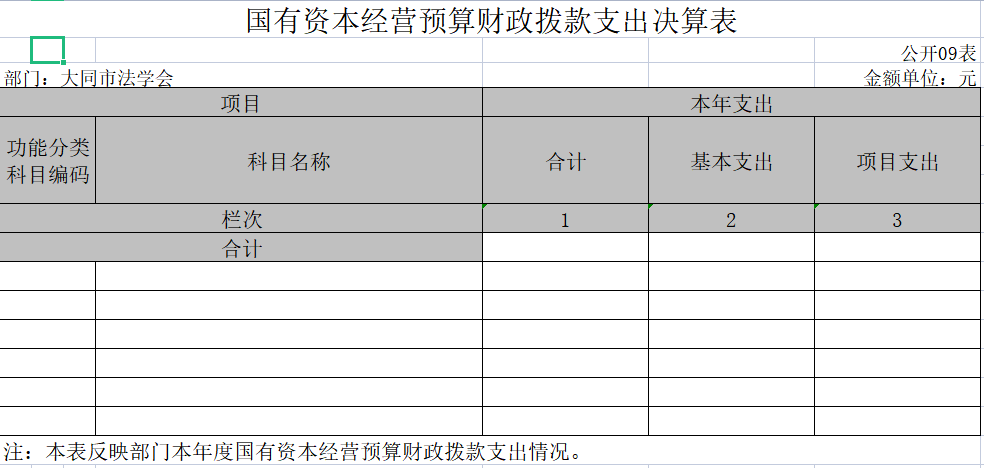 国有资本经营预算财政拨款支出决算表
公开09表
部门：大同市法学会 金额单位：元
项目 本年支出
功能分类
科目编码 科目名称 合计 基本支出 项目支出
栏次 1 2 3
合计
注：本表反映部门本年度国有资本经营预算财政拨款支出情况。